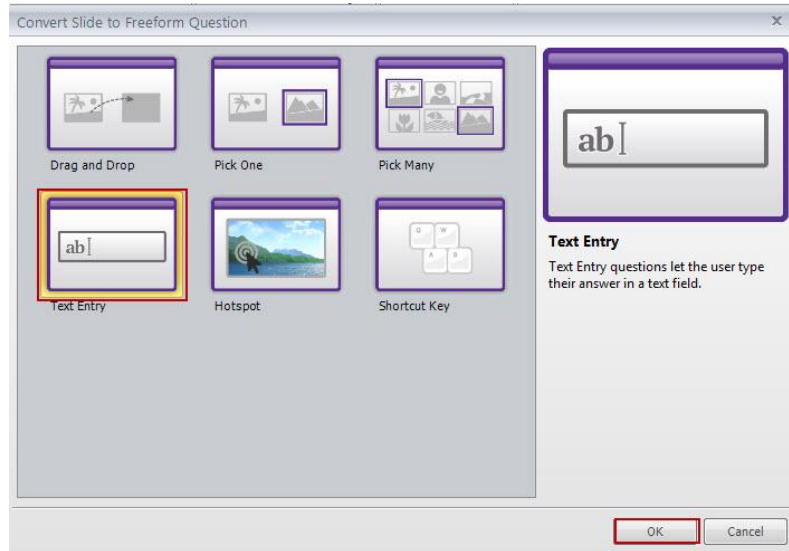 Convert Slide to Freeform Question
x
Drag and Drop
Pick One
Pick Many
ab
Text Entry
Hotspot
Q W
A S
Shortcut Key
ab
Text Entry
Text Entry questions let the user type
their answer in a text field.
OK
Cancel